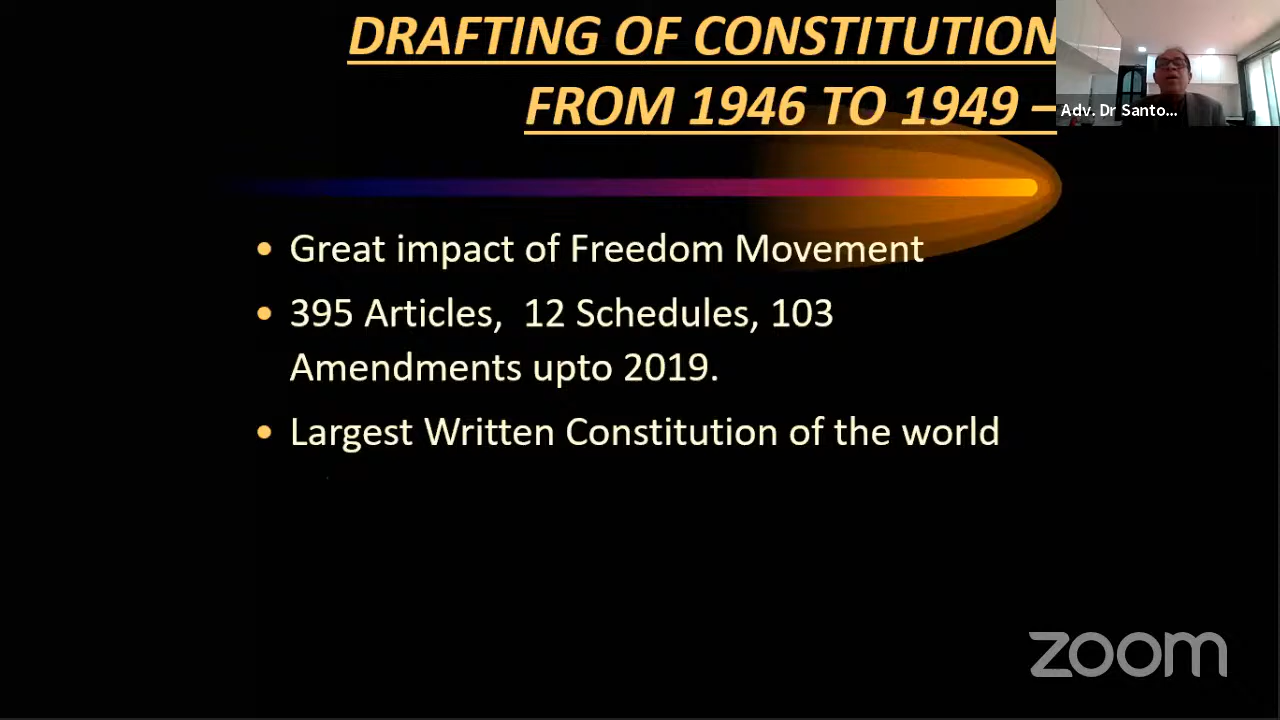 DRAFTING OF CONSTITUTION
FROM 1946 TO 1949 –
Adv. Dr Santo...
• Great impact of Freedom Movement
• 395 Articles,  12 Schedules, 103
Amendments upto 2019.
• Largest Written Constitution of the world
zoom